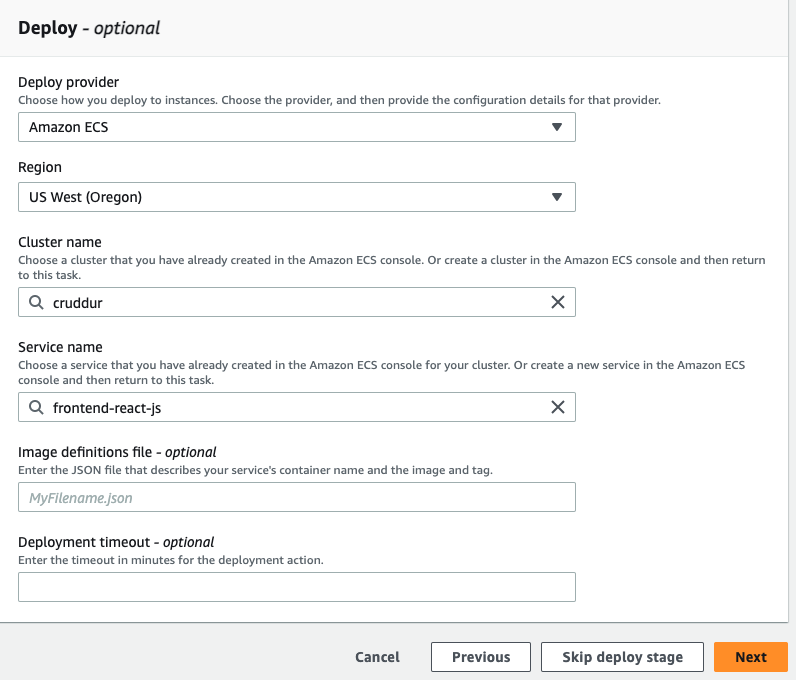 Deploy - optional
Deploy provider
Choose how you deploy to instances. Choose the provider, and then provide the configuration details for that provider.
Amazon ECS
Region
US West (Oregon)
Cluster name
Choose a cluster that you have already created in the Amazon ECS console. Or create a cluster in the Amazon ECS console and then return
to this task.
cruddur
Service name
Choose a service that you have already created in the Amazon ECS console for your cluster. Or create a new service in the Amazon ECS
console and then return to this task.
frontend-react-js
Image definitions file - optional
Enter the JSON file that describes your service's container name and the image and tag.
MyFilename.json
Deployment timeout - optional
Enter the timeout in minutes for the deployment action.
Cancel Previous Skip deploy stage Next